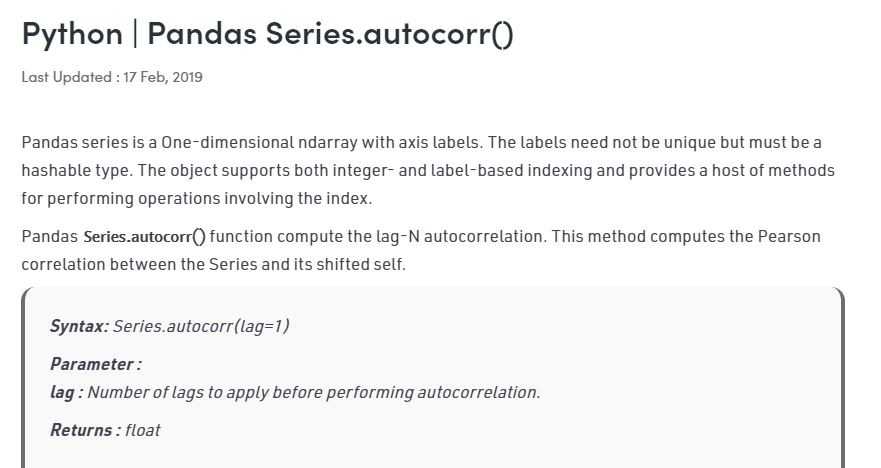 Python | Pandas Series.autocorr()
Last Updated : 17 Feb, 2019
Pandas series is a One-dimensional ndarray with axis labels. The labels need not be unique but must be a
hashable type. The object supports both integer- and label-based indexing and provides a host of methods
for performing operations involving the index.
Pandas Series.autocorr() function compute the lag-N autocorrelation. This method computes the Pearson
correlation between the Series and its shifted self.
Syntax: Series.autocorr(lag=1)
Parameter :
lag : Number of lags to apply before performing autocorrelation.
Returns : float